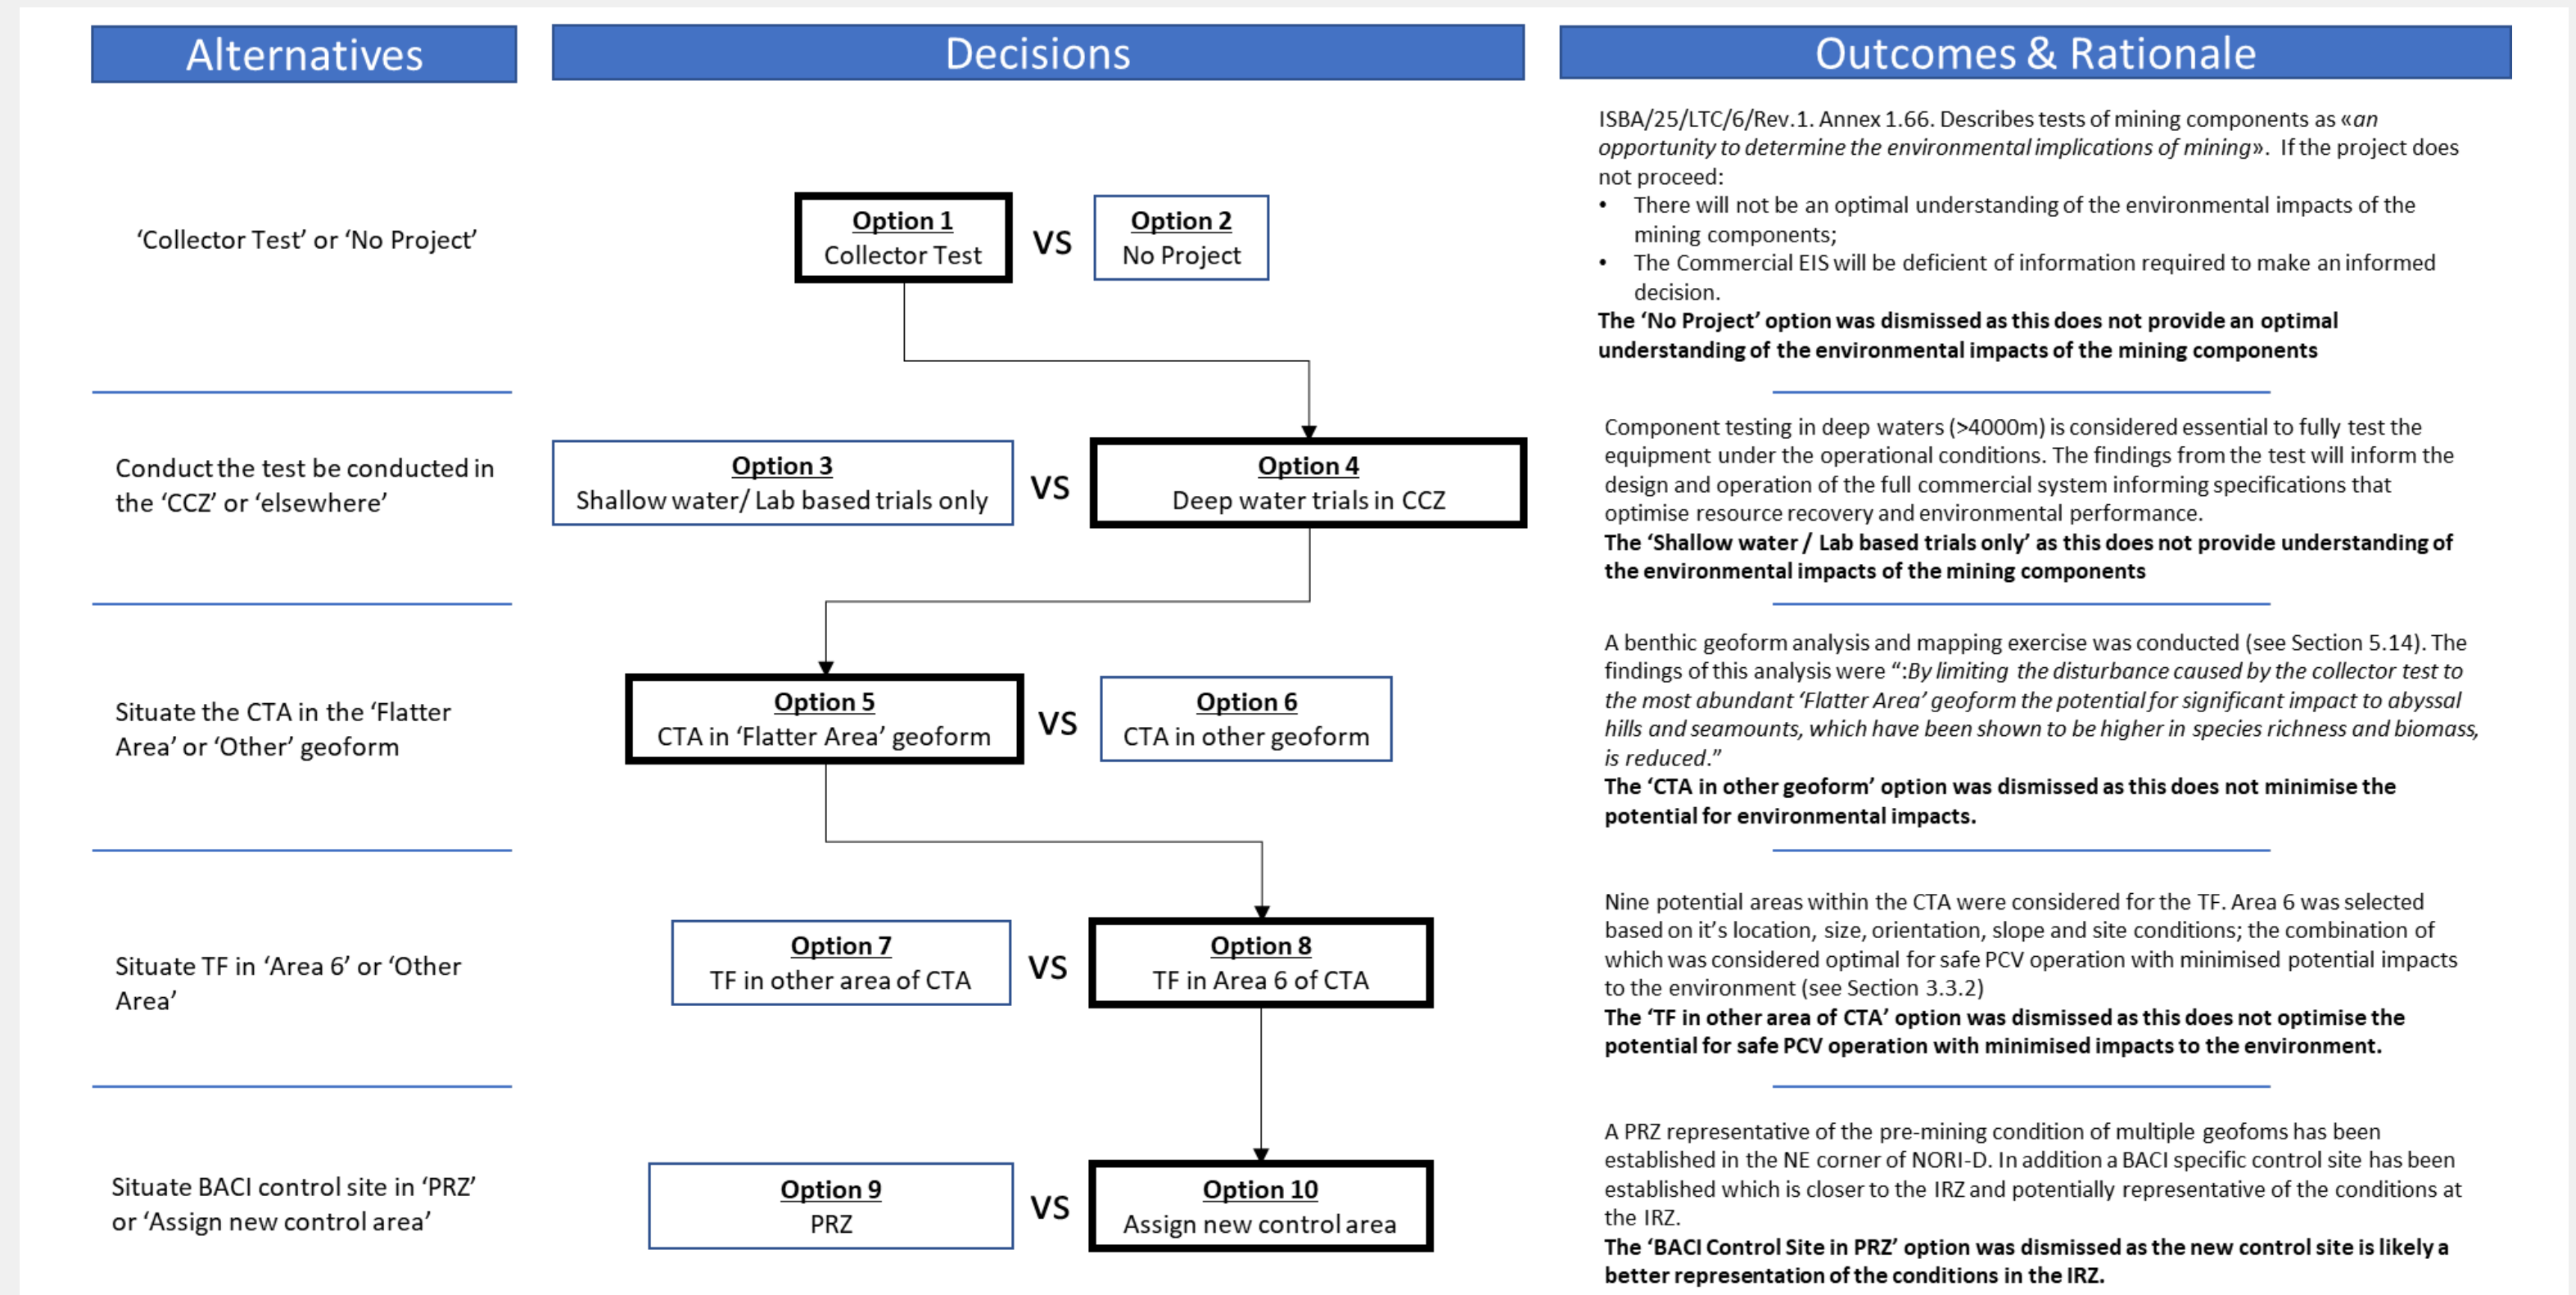 Alternatives
Decisions
Outcomes & Rationale
‘Collector Test’ or ‘No Project’
Option 1
Collector Test
VS
Option 2
No Project
ISBA/25/LTC/6/Rev.1. Annex 1.66. Describes tests of mining components as «an
opportunity to determine the environmental implications of mining». If the project does
not proceed:
• There will not be an optimal understanding of the environmental impacts of the
mining components;
• The Commercial EIS will be deficient of information required to make an informed
decision.
The ‘No Project’ option was dismissed as this does not provide an optimal
understanding of the environmental impacts of the mining components
Conduct the test be conducted in
the ‘CCZ’ or ‘elsewhere’
Option 3
Shallow water/ Lab based trials only
VS
Option 4
Deep water trials in CCZ
Component testing in deep waters (>4000m) is considered essential to fully test the
equipment under the operational conditions. The findings from the test will inform the
design and operation of the full commercial system informing specifications that
optimise resource recovery and environmental performance.
The ‘Shallow water / Lab based trials only’ as this does not provide understanding of
the environmental impacts of the mining components
Situate the CTA in the ‘Flatter
Area’ or ‘Other’ geoform
Option 5
CTA in ‘Flatter Area’ geoform
VS
Option 6
CTA in other geoform
A benthic geoform analysis and mapping exercise was conducted (see Section 5.14). The
findings of this analysis were “:By limiting the disturbance caused by the collector test to
the most abundant ‘Flatter Area’ geoform the potential for significant impact to abyssal
hills and seamounts, which have been shown to be higher in species richness and biomass,
is reduced.”
The ‘CTA in other geoform’ option was dismissed as this does not minimise the
potential for environmental impacts.
Situate TF in ‘Area 6’ or ‘Other
Area’
Option 7
TF in other area of CTA
VS
Option 8
TF in Area 6 of CTA
Nine potential areas within the CTA were considered for the TF. Area 6 was selected
based on it’s location, size, orientation, slope and site conditions; the combination of
which was considered optimal for safe PCV operation with minimised potential impacts
to the environment (see Section 3.3.2)
The ‘TF in other area of CTA’ option was dismissed as this does not optimise the
potential for safe PCV operation with minimised impacts to the environment.
Situate BACI control site in ‘PRZ’
or ‘Assign new control area’
Option 9
PRZ
VS
Option 10
Assign new control area
A PRZ representative of the pre-mining condition of multiple geofoms has been
established in the NE corner of NORI-D. In addition a BACI specific control site has been
established which is closer to the IRZ and potentially representative of the conditions at
the IRZ.
The ‘BACI Control Site in PRZ’ option was dismissed as the new control site is likely a
better representation of the conditions in the IRZ.